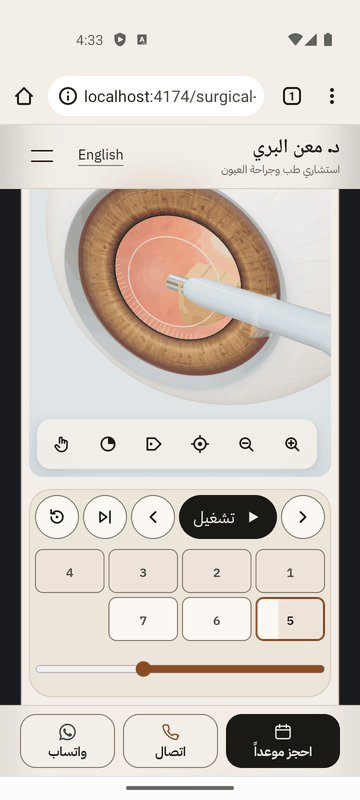 4:33
localhost:4174/surgical-
1
د. معن البري
استشاري طب وجراحة العيون
English
تشغيل
1
2
3
4
5
6
7
احجز موعداً
اتصال
واتساب